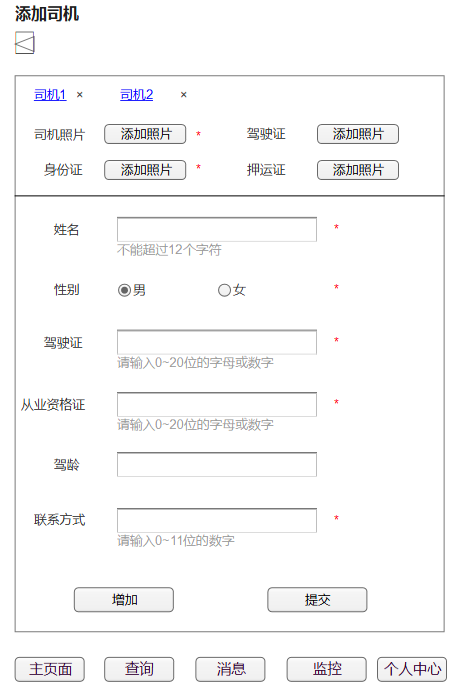 添加司机
司机1 × 司机2 ×
司机照片 添加照片 * 驾驶证 添加照片
身份证 添加照片 * 押运证 添加照片
姓名 *
不能超过12个字符
性别 男 女 *
驾驶证 *
请输入0~20位的字母或数字
从业资格证 *
请输入0~20位的字母或数字
驾龄
联系方式 *
请输入0~11位的数字
增加 提交
主页面 查询 消息 监控 个人中心